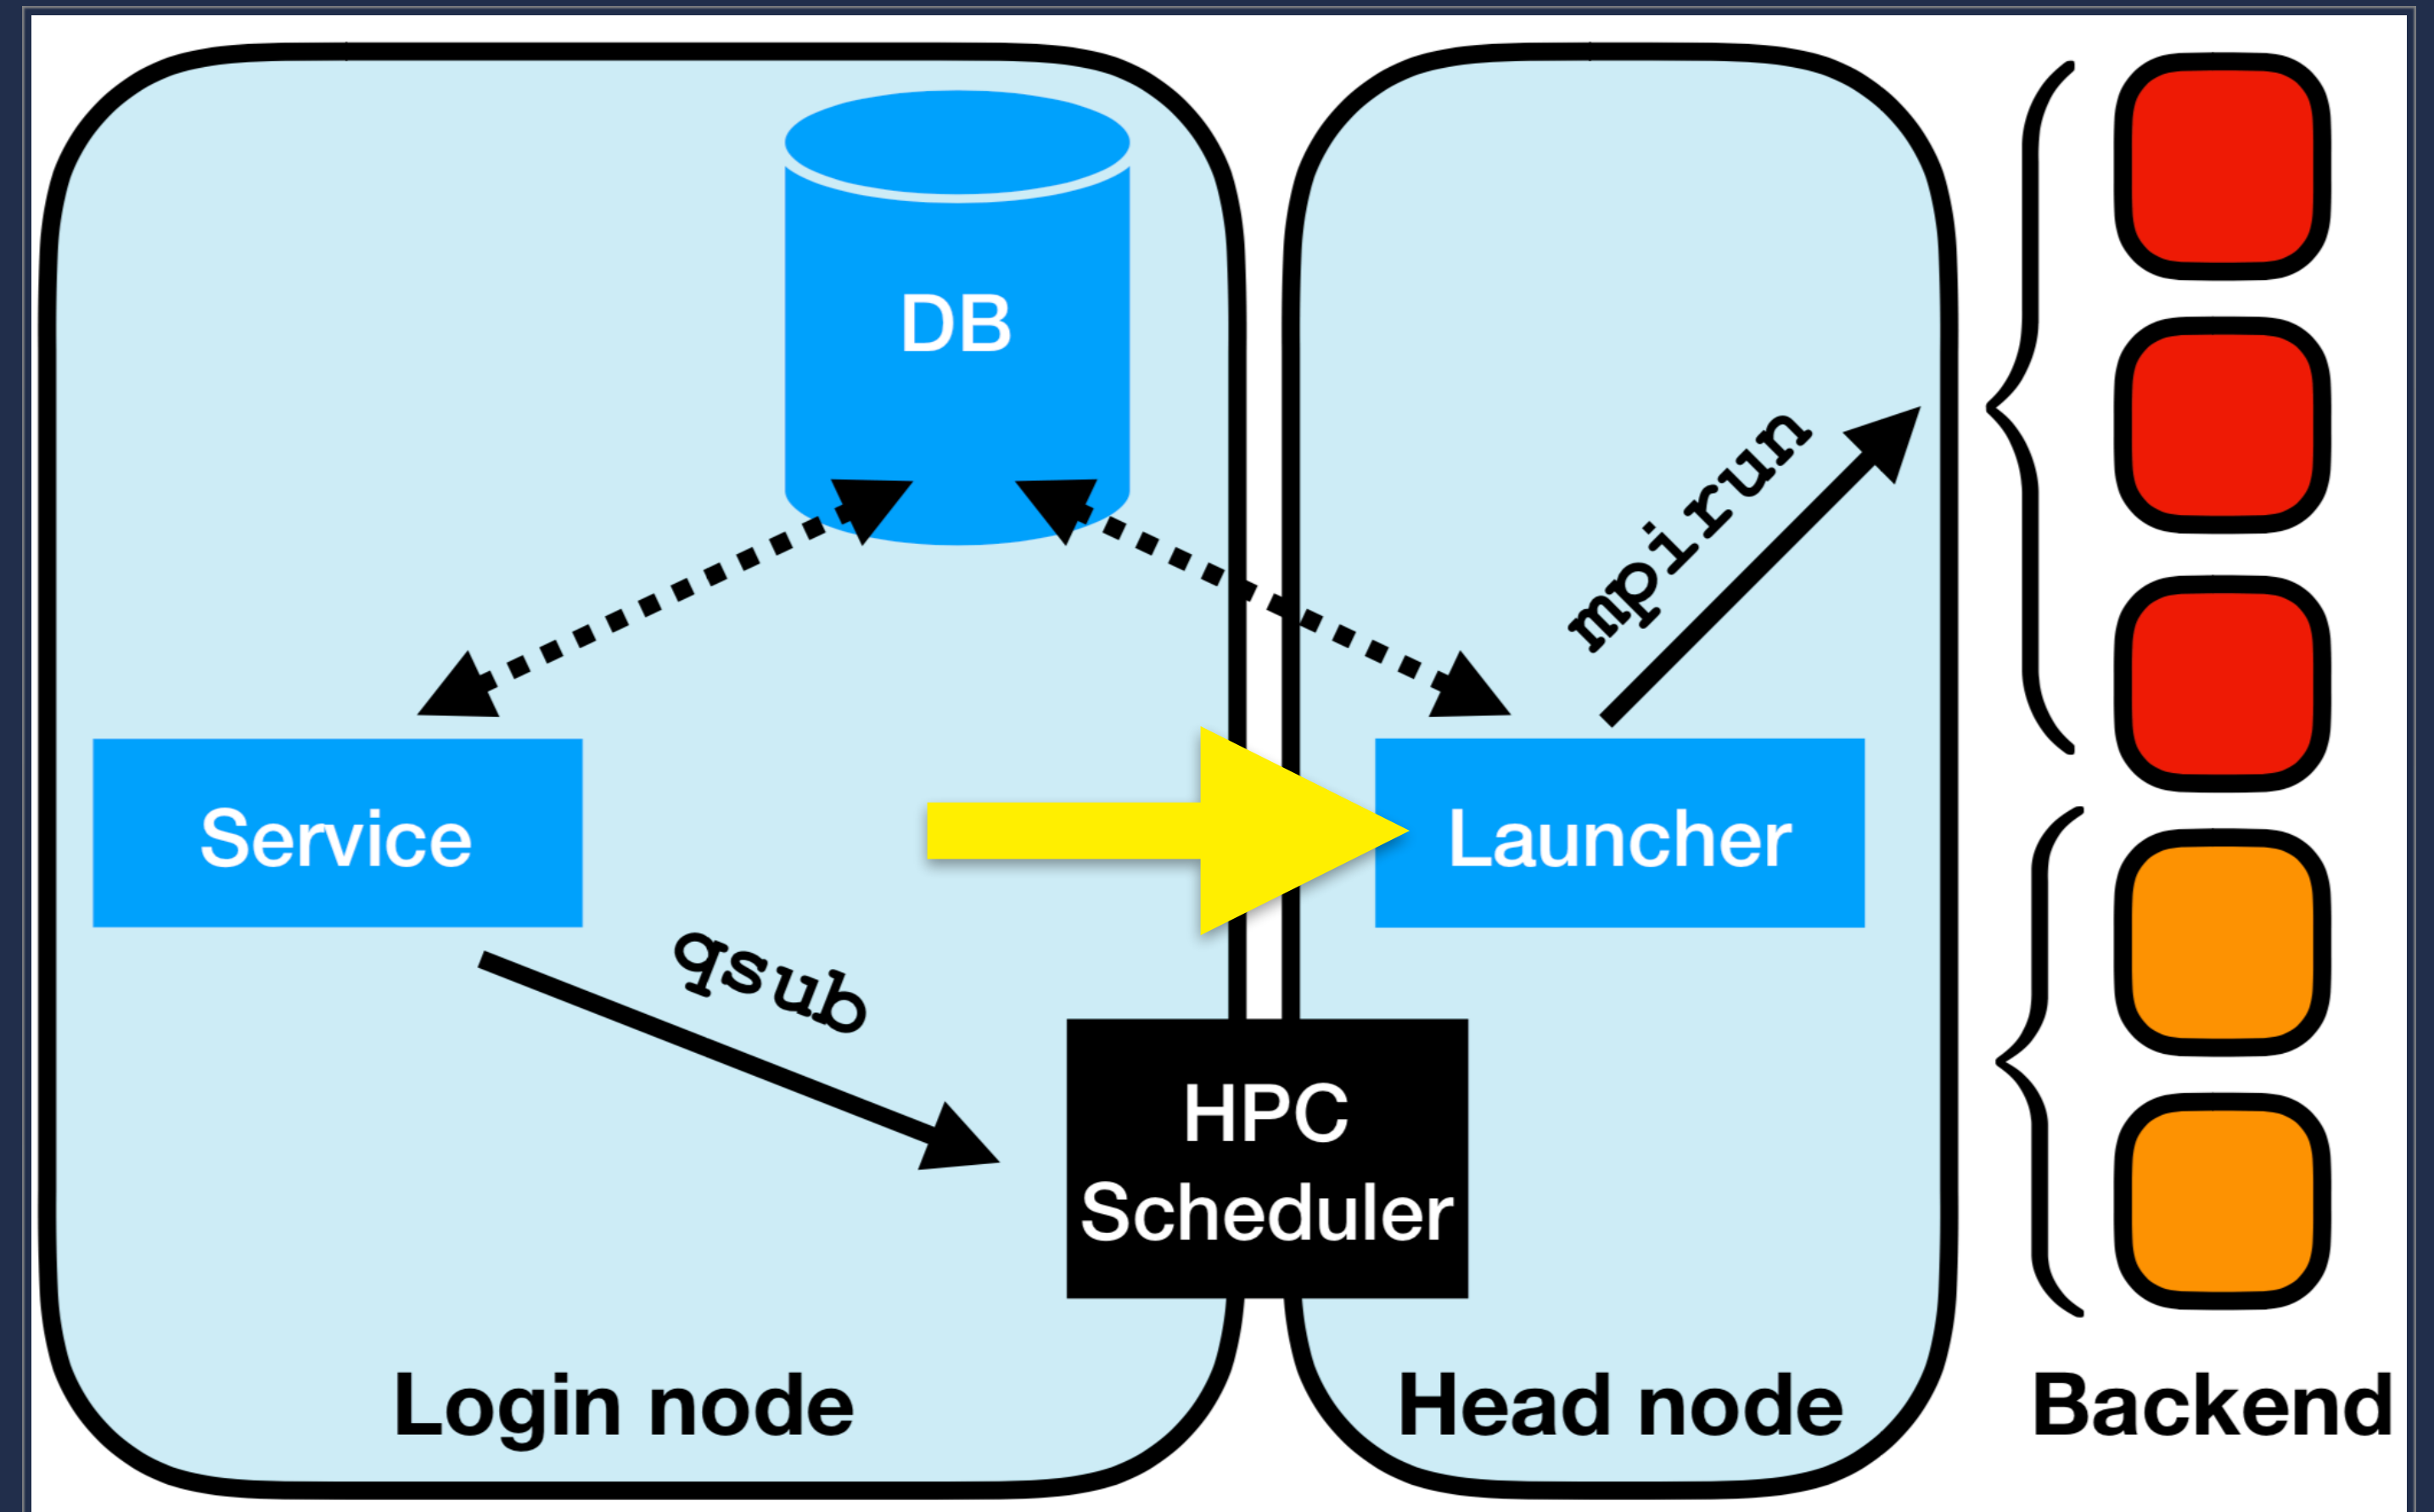 DB
mpirun
Service
Launcher
qsub
HPC
Scheduler
Login node
Head node
Backend